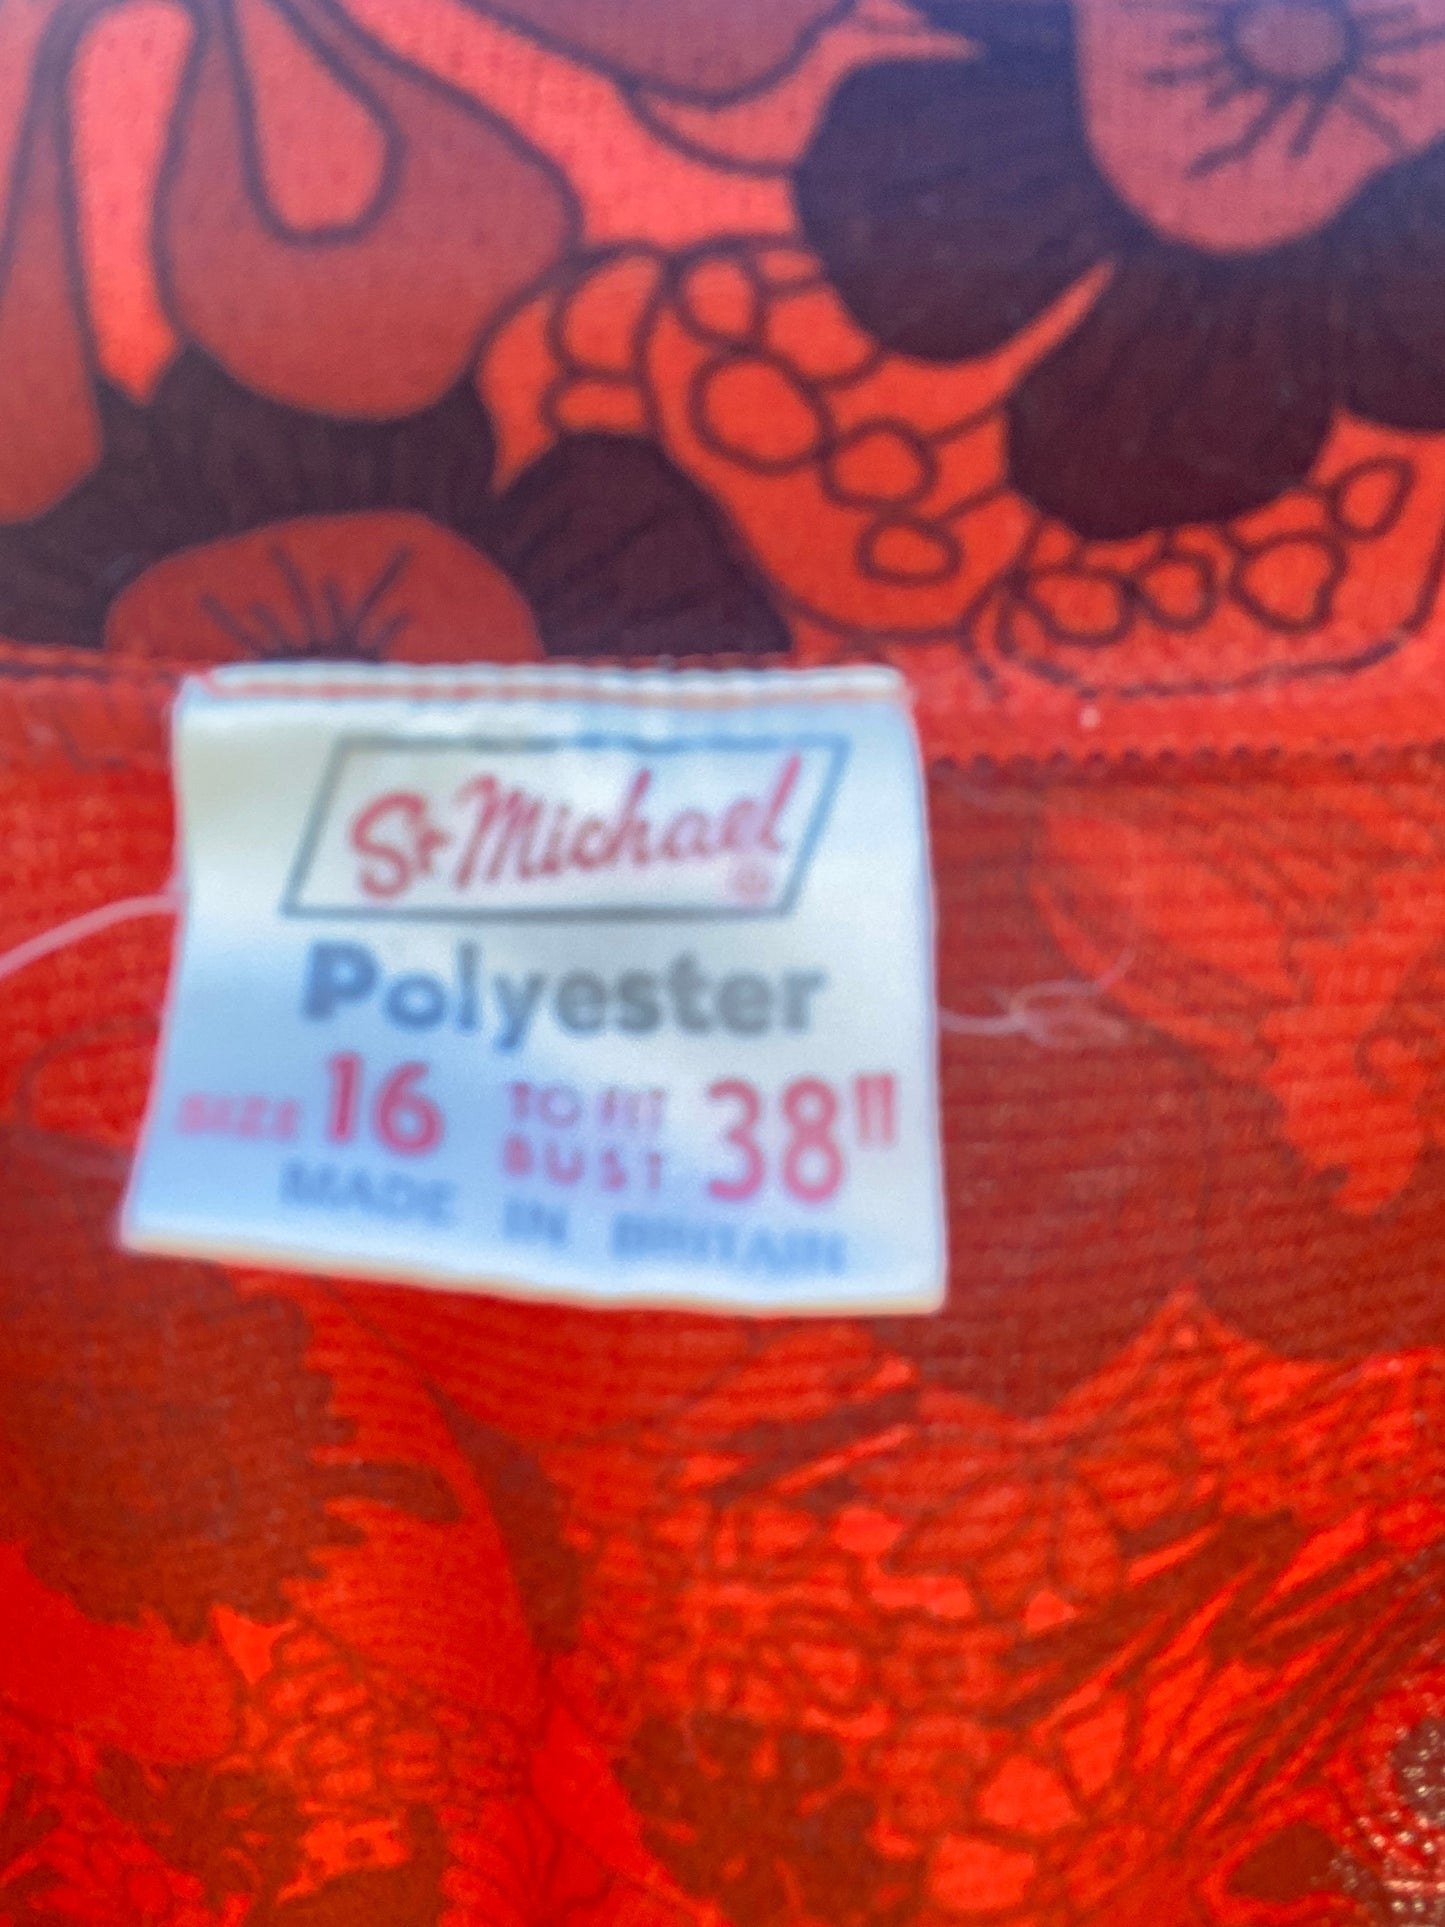 St Michael ®
Polyester
SIZE 16 TO FIT BUST 38"
MADE IN BRITAIN